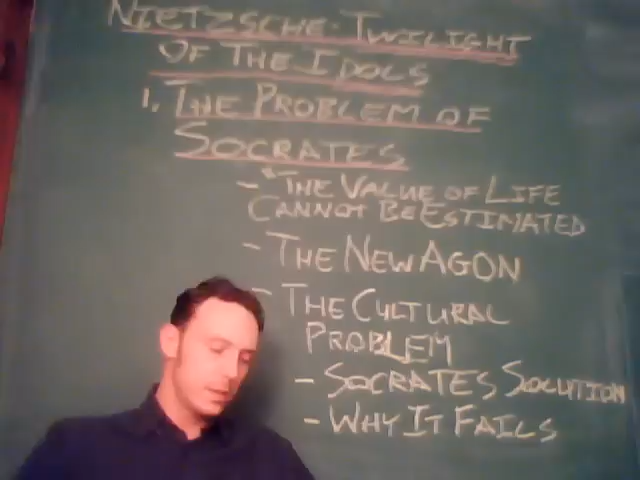 NIETZSCHE: TWILIGHT
OF THE IDOLS
1. THE PROBLEM OF
SOCRATES
- "THE VALUE OF LIFE
CANNOT BE ESTIMATED
- THE NEW AGON
- THE CULTURAL
PROBLEM
- SOCRATES SOLUTION
- WHY IT FAILS